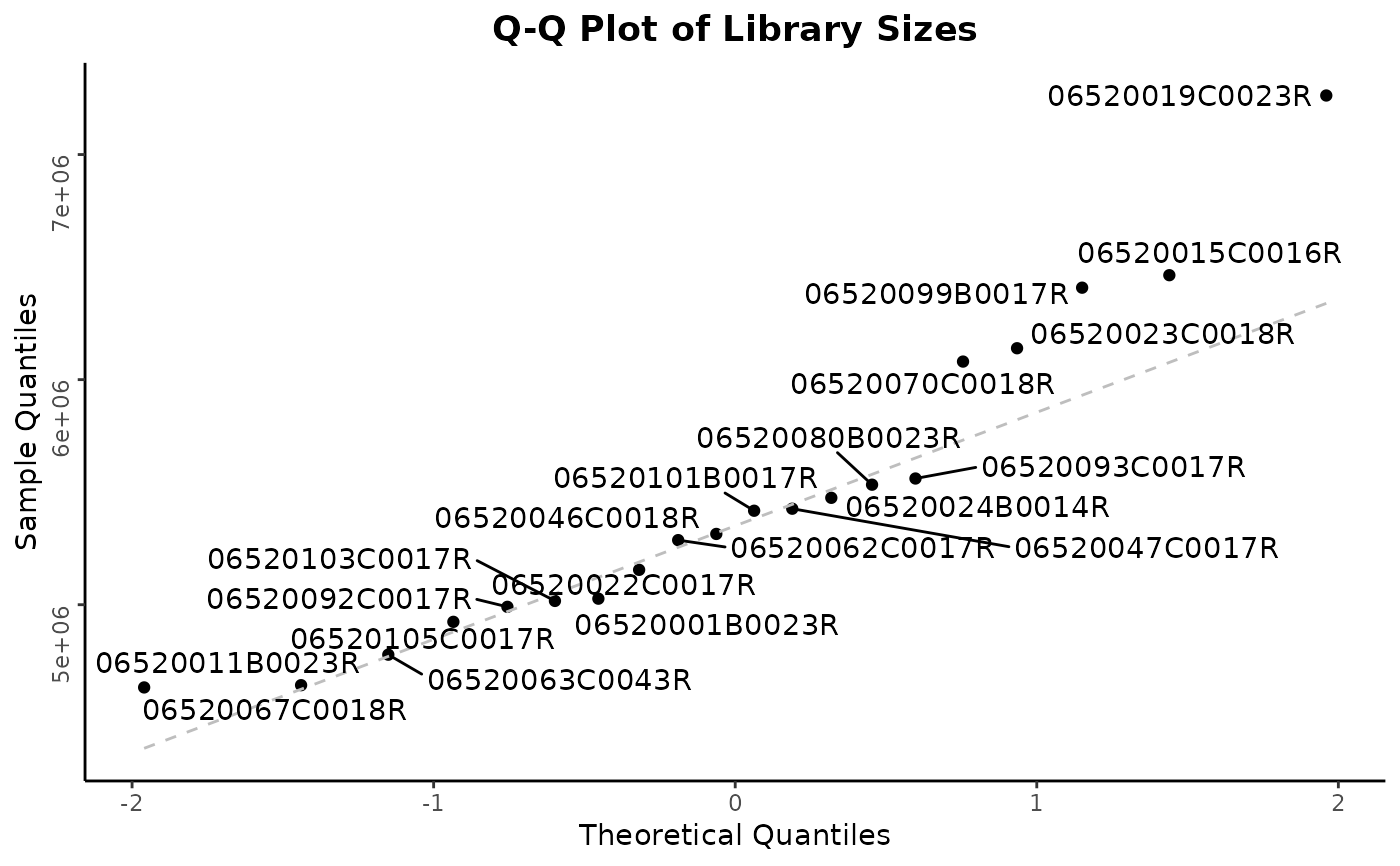 Q-Q Plot of Library Sizes
06520019C0023R
7e+06
06520015C0016R
06520099B0017R
06520023C0018R
06520070C0018R
6e+06
06520080B0023R
06520093C0017R
06520101B0017R
06520024B0014R
06520046C0018R
06520062C0017R
06520047C0017R
06520103C0017R
06520022C0017R
06520092C0017R
06520001B0023R
5e+06
06520105C0017R
06520011B0023R
06520063C0043R
06520067C0018R
Sample Quantiles
-2
-1
0
1
2
Theoretical Quantiles